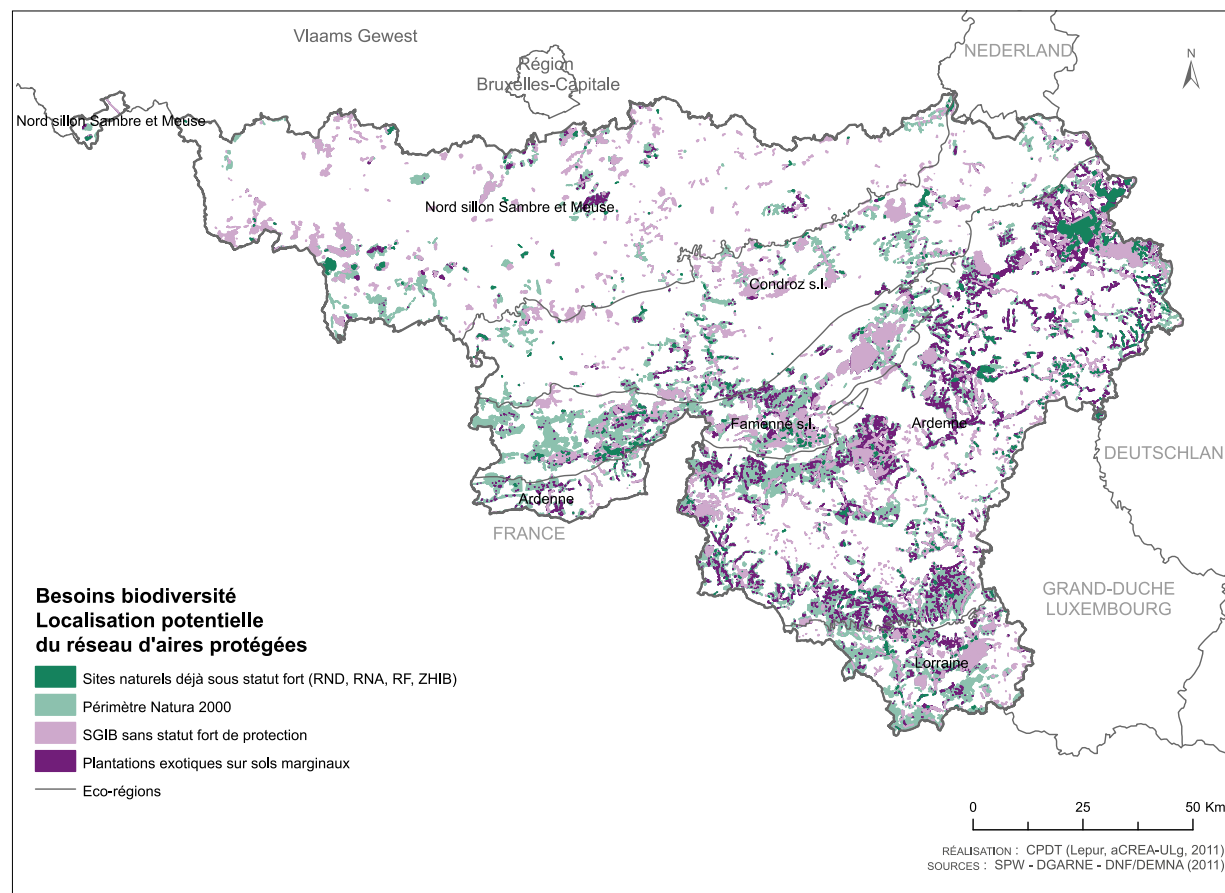 Vlaams Gewest
NEDERLAND
Région
Bruxelles-Capitale
N
Nord sillon Sambre et Meuse
Nord sillon Sambre et Meuse
Condroz s.l.
Famenne s.l.
Ardenne
Ardenne
DEUTSCHLAN
FRANCE
GRAND-DUCHE
LUXEMBOURG
Lorraine
Besoins biodiversité
Localisation potentielle
du réseau d'aires protégées
Sites naturels déjà sous statut fort (RND, RNA, RF, ZHIB)
Périmètre Natura 2000
SGIB sans statut fort de protection
Plantations exotiques sur sols marginaux
Eco-régions
0 25 50 Km
RÉALISATION : CPDT (Lepur, aCREA-ULg, 2011)
SOURCES : SPW - DGARNE - DNF/DEMNA (2011)